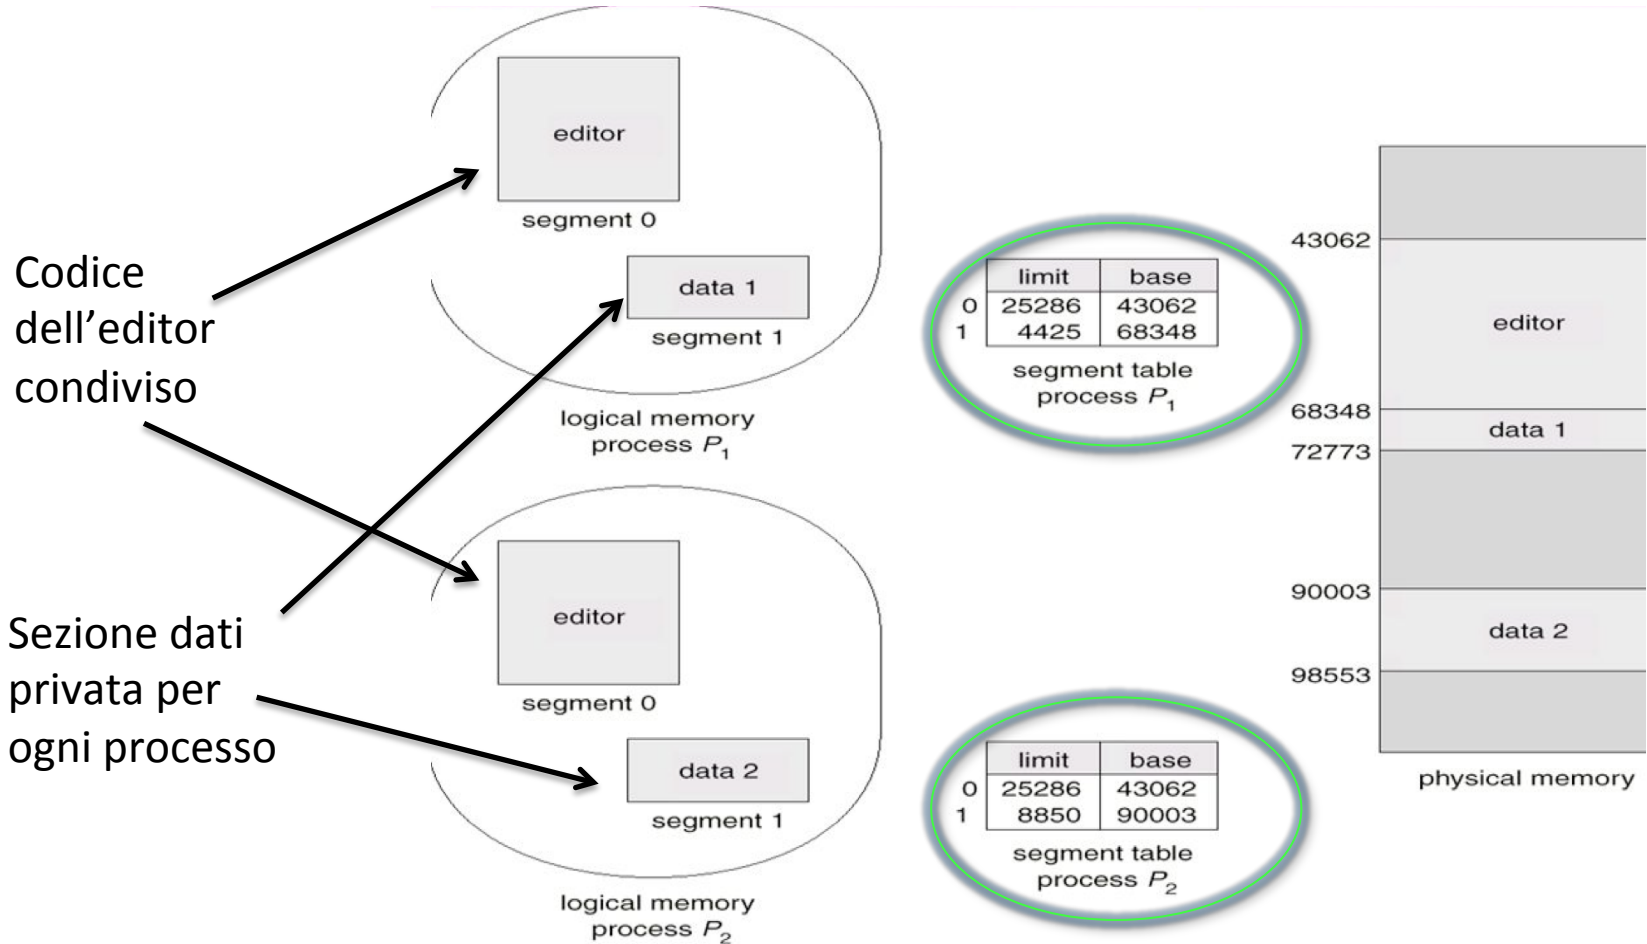 Codice
dell’editor
condiviso
Sezione dati
privata per
ogni processo
editor
segment 0
data 1
segment 1
logical memory
process P1
editor
segment 0
data 2
segment 1
logical memory
process P2
limit base
0 25286 43062
1 4425 68348
segment table
process P1
limit base
0 25286 43062
1 8850 90003
segment table
process P2
43062
editor
68348
data 1
72773
90003
data 2
98553
physical memory